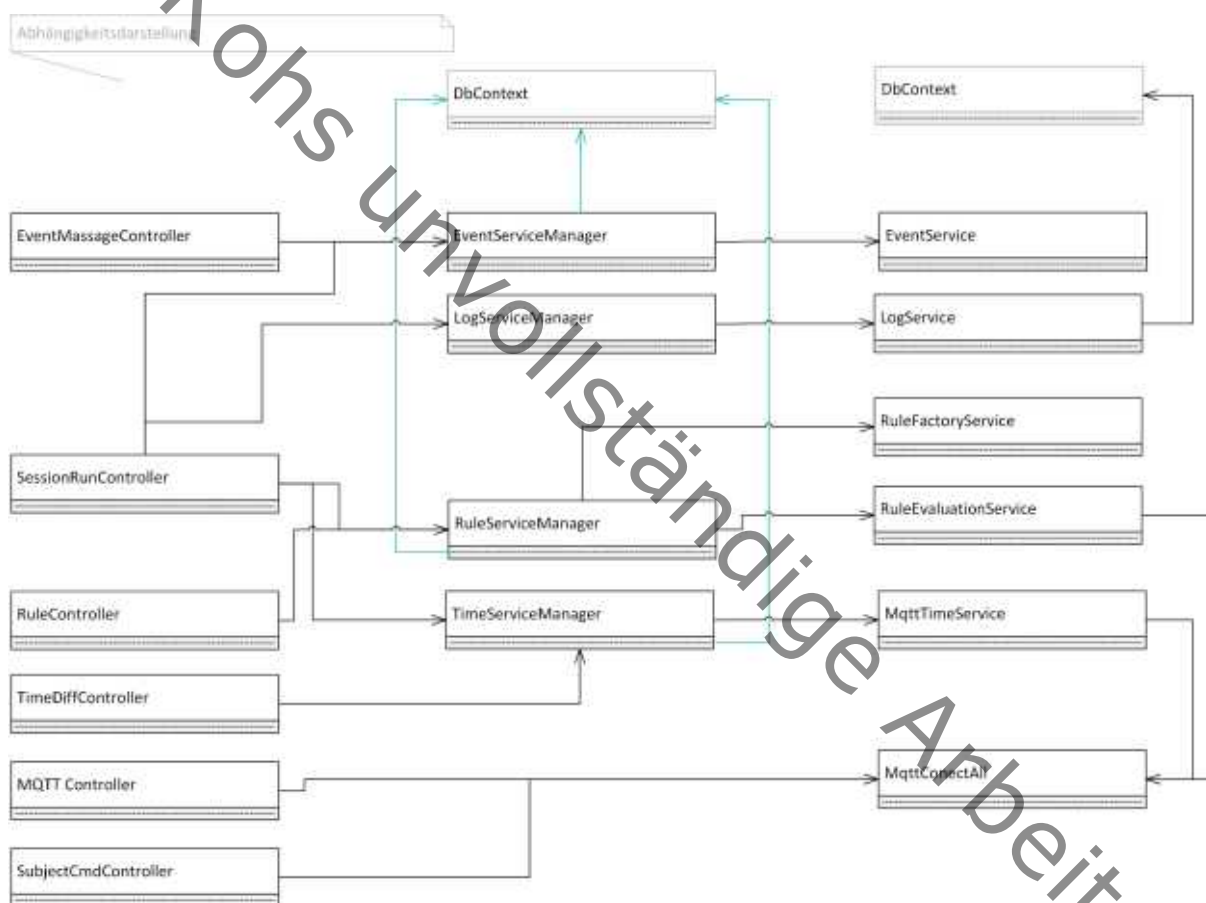 Abhängigkeitsdarstellung
DbContext
DbContext
EventMassageController
EventServiceManager
EventService
LogServiceManager
LogService
RuleFactoryService
SessionRunController
RuleServiceManager
RuleEvaluationService
RuleController
TimeServiceManager
MqttTimeService
TimeDiffController
MQTT Controller
MqttConectAll
SubjectCmdController
Kohs unvollständige Arbeit